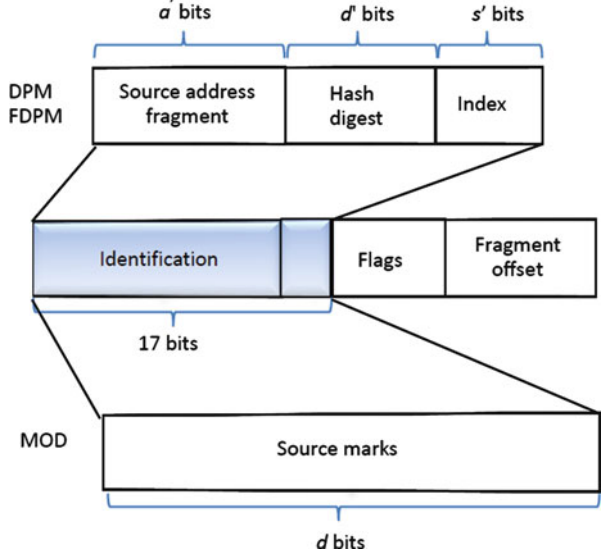 a' bits d' bits s' bits
DPM
FDPM
Source address
fragment
Hash
digest
Index
Identification
Flags
Fragment
offset
17 bits
MOD
Source marks
d bits